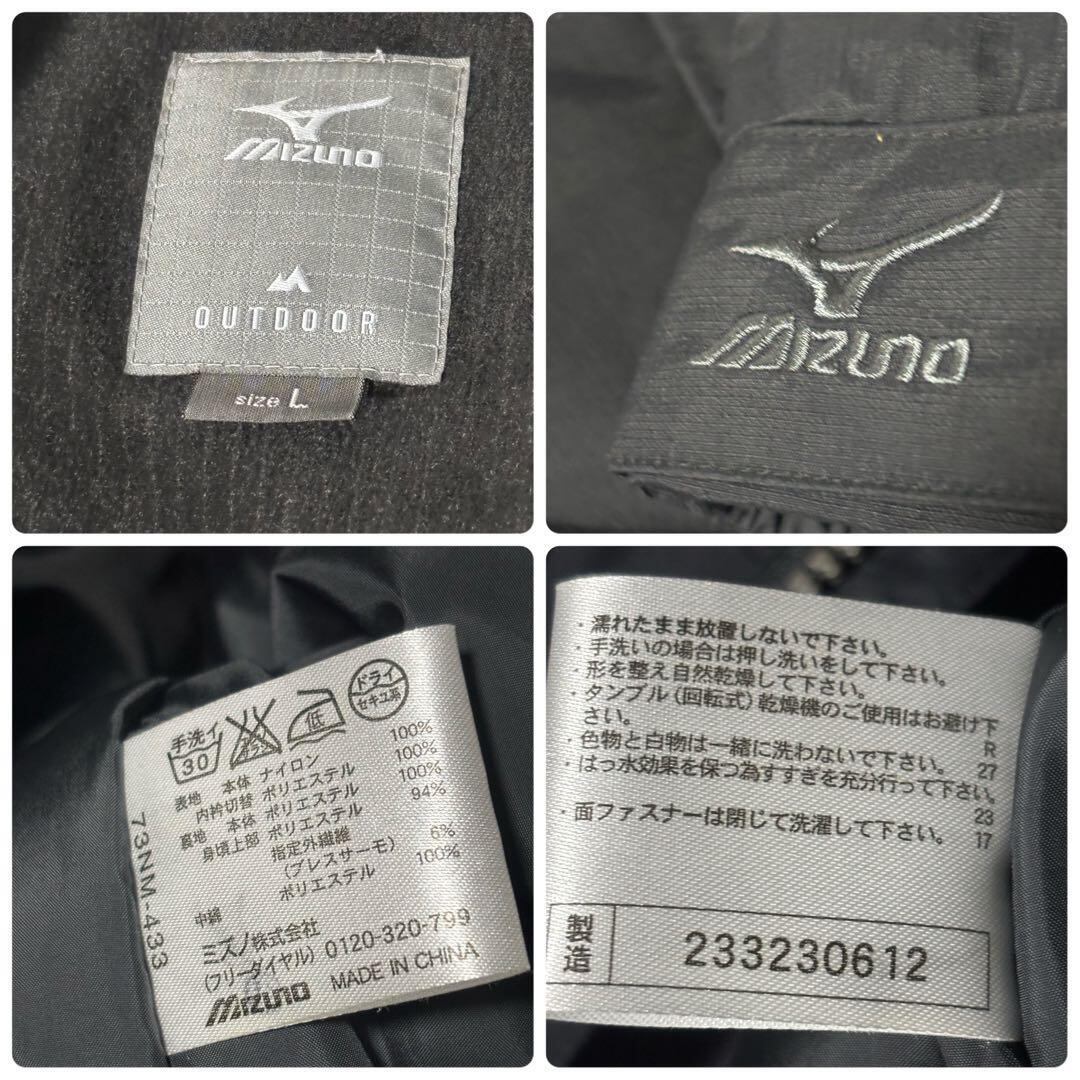 MIZUNO
OUTDOOR
size L
MIZUNO
手洗イ
30
エンソサラシ
低
ドライ
セキユ系
表地 本体 ナイロン 100%
内衿切替 ポリエステル 100%
裏地 本体 ポリエステル 100%
身頃上部 ポリエステル 94%
指定外繊維 6%
(ブレスサーモ)
中綿 ポリエステル 100%
ミズノ株式会社
(フリーダイヤル) 0120-320-799
MIZUNO MADE IN CHINA
73NM-433
・濡れたまま放置しないで下さい。
・手洗いの場合は押し洗いをして下さい。
・形を整え自然乾燥して下さい。
・タンブル(回転式)乾燥機のご使用はお避け下
さい。 R
・色物と白物は一緒に洗わないで下さい。 27
・はっ水効果を保つ為すすぎを充分行って下さい。
23
・面ファスナーは閉じて洗濯して下さい。 17
製造 233230612